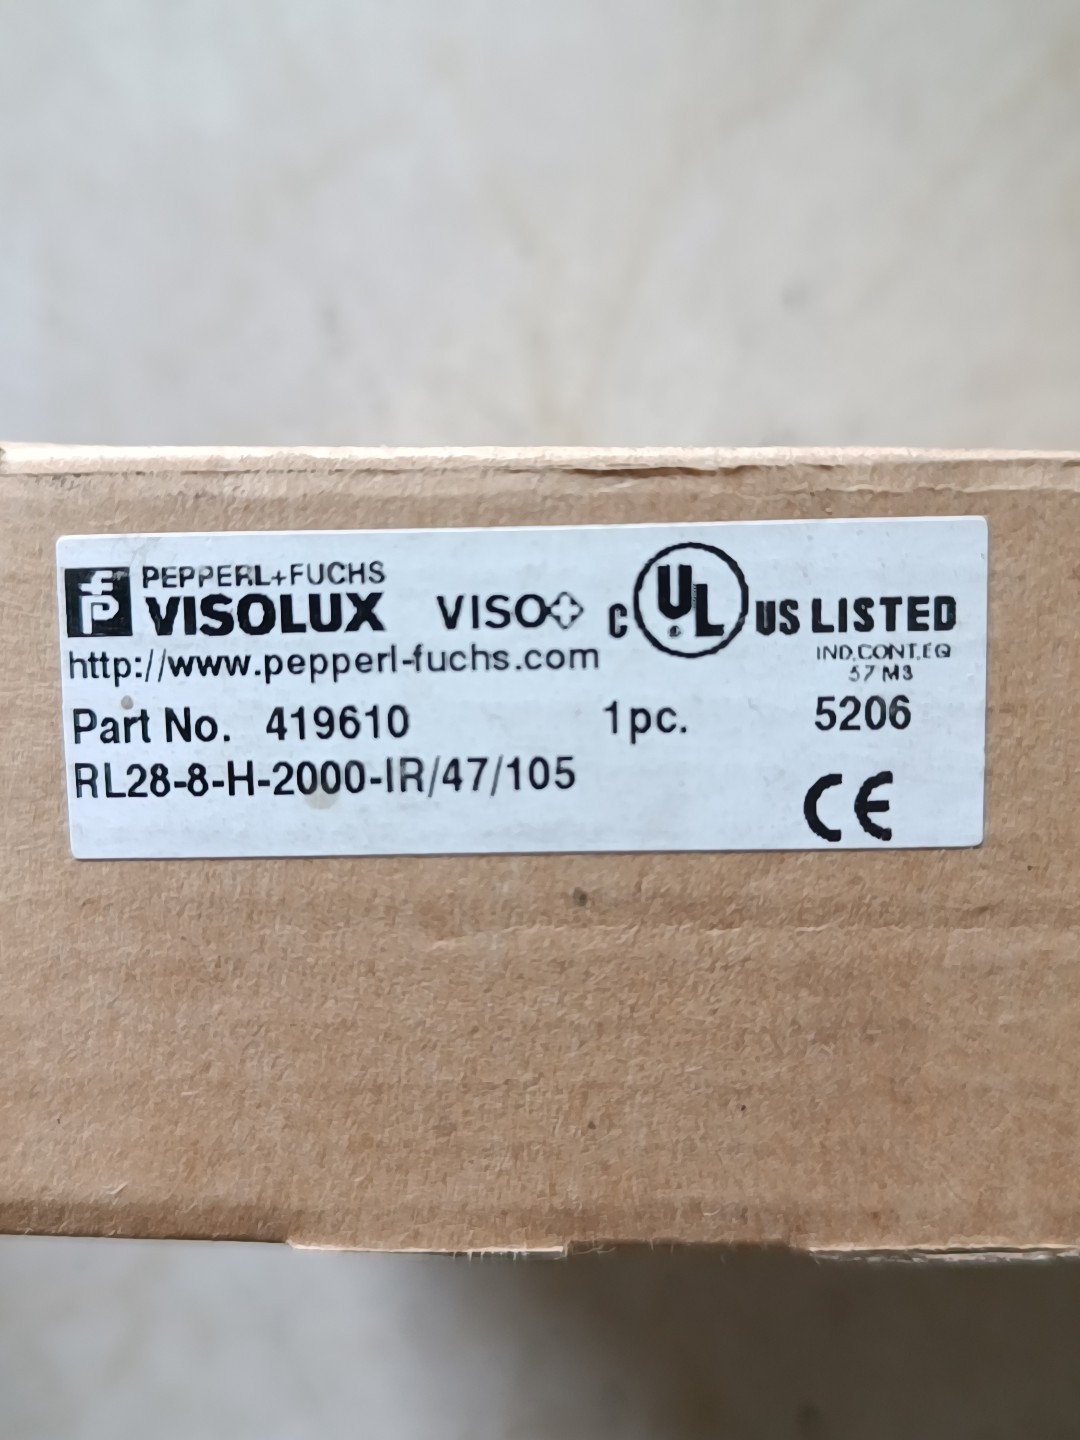 PEPPERL+FUCHS
VISOLUX VISO
C UL® US LISTED
http://www.pepperl-fuchs.com
IND.CONT.EQ
57 M3
Part No. 419610 1pc. 5206
RL28-8-H-2000-IR/47/105
CE